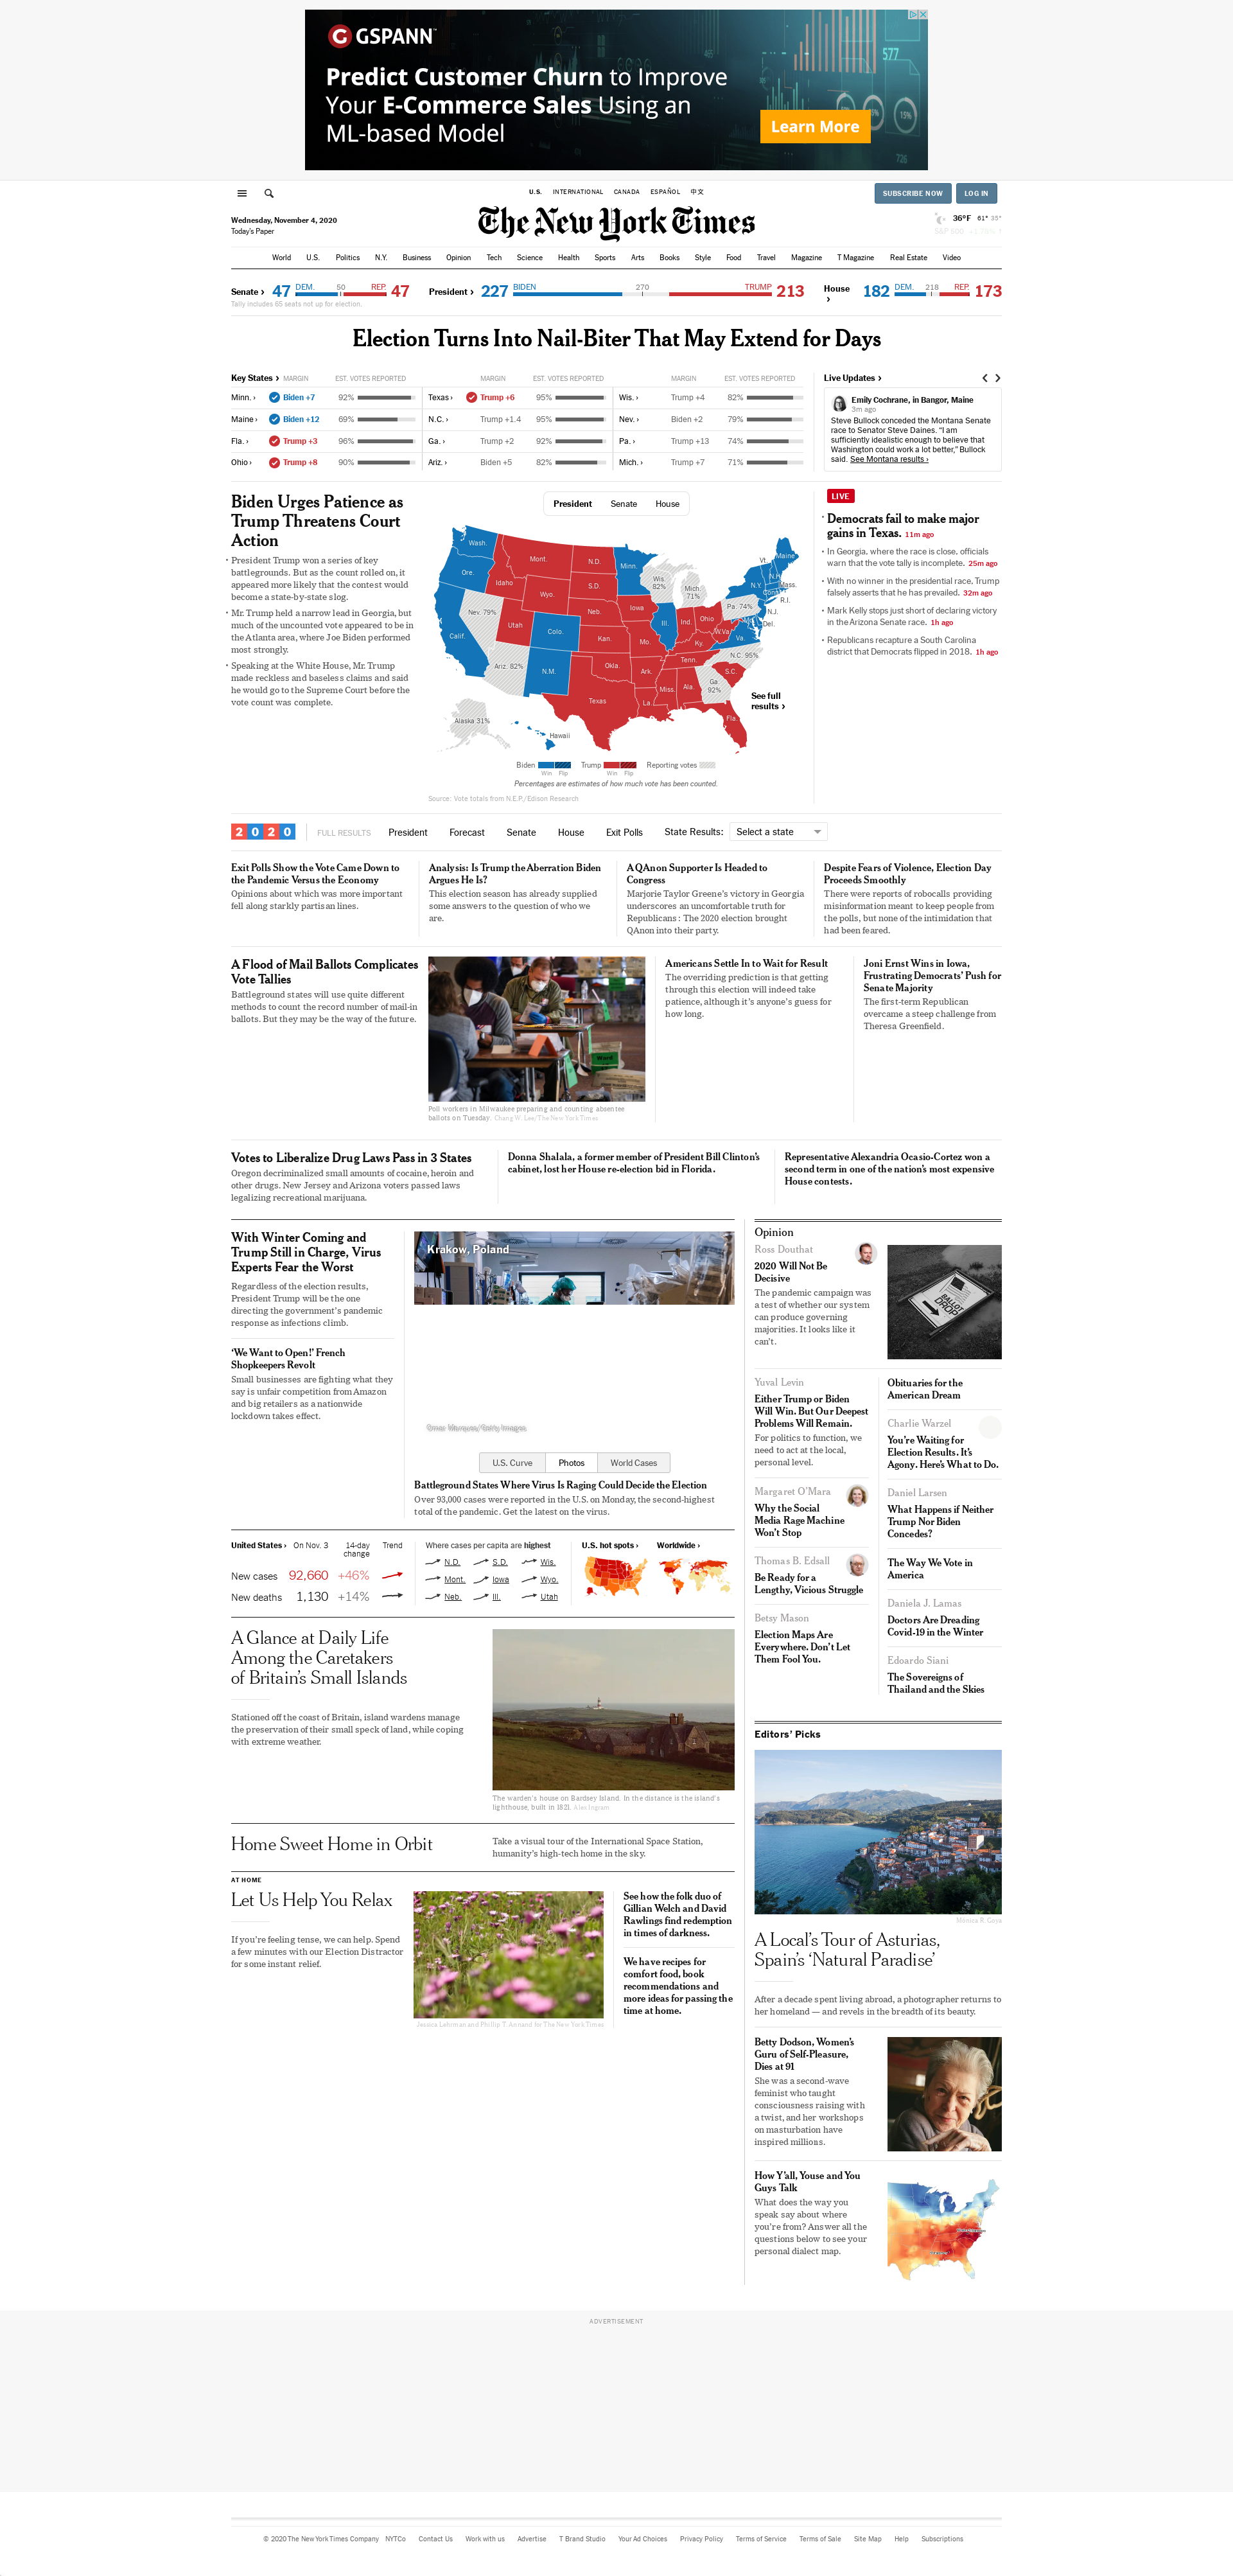 GSPANN
Predict Customer Churn to Improve
Your E-Commerce Sales Using an
ML-based Model
Learn More
U.S. INTERNATIONAL CANADA ESPAÑOL 中文
SUBSCRIBE NOW LOG IN
Wednesday, November 4, 2020
Today's Paper
The New York Times
36°F 61° 35°
World U.S. Politics N.Y. Business Opinion Tech Science Health Sports Arts Books Style Food Travel Magazine T Magazine Real Estate Video
Senate › 47 DEM. 50 REP. 47
Tally includes 65 seats not up for election.
President › 227 BIDEN 270 TRUMP 213
House › 182 DEM. 218 REP. 173
Election Turns Into Nail-Biter That May Extend for Days
Key States › MARGIN EST. VOTES REPORTED MARGIN EST. VOTES REPORTED MARGIN EST. VOTES REPORTED
Minn. › Biden +7 92% Texas › Trump +6 95% Wis. › Trump +4 82%
Maine › Biden +12 69% N.C. › Trump +1.4 95% Nev. › Biden +2 79%
Fla. › Trump +3 96% Ga. › Trump +2 92% Pa. › Trump +13 74%
Ohio › Trump +8 90% Ariz. › Biden +5 82% Mich. › Trump +7 71%
Live Updates ›
Emily Cochrane, in Bangor, Maine
3m ago
Steve Bullock conceded the Montana Senate
race to Senator Steve Daines. "I am
sufficiently idealistic enough to believe that
Washington could work a lot better," Bullock
said. See Montana results ›
Biden Urges Patience as
Trump Threatens Court
Action
President Trump won a series of key
battlegrounds. But as the count rolled on, it
appeared more likely that the contest would
become a state-by-state slog.
Mr. Trump held a narrow lead in Georgia, but
much of the uncounted vote appeared to be in
the Atlanta area, where Joe Biden performed
most strongly.
Speaking at the White House, Mr. Trump
made reckless and baseless claims and said
he would go to the Supreme Court before the
vote count was complete.
President Senate House
Wash.
Mont.
N.D.
Minn.
Vt.
Maine
Ore.
Idaho
S.D.
Wis.
82%
Mich.
71%
N.Y.
Mass.
Wyo.
R.I.
Nev. 79%
Neb.
Iowa
Pa. 74%
N.J.
Utah
Colo.
Ill.
Ind.
Ohio
Del.
Calif.
Kan.
Mo.
Ky.
W.Va.
Va.
Ariz. 82%
N.M.
Okla.
Ark.
Tenn.
N.C. 95%
Texas
La.
Miss.
Ala.
Ga.
92%
S.C.
Fla.
Alaska 31%
Hawaii
See full
results ›
Biden Trump Reporting votes
Win Flip Win Flip
Percentages are estimates of how much vote has been counted.
Source: Vote totals from N.E.P./Edison Research
LIVE
Democrats fail to make major
gains in Texas. 11m ago
In Georgia, where the race is close, officials
warn that the vote tally is incomplete. 25m ago
With no winner in the presidential race, Trump
falsely asserts that he has prevailed. 32m ago
Mark Kelly stops just short of declaring victory
in the Arizona Senate race. 1h ago
Republicans recapture a South Carolina
district that Democrats flipped in 2018. 1h ago
2020 FULL RESULTS President Forecast Senate House Exit Polls State Results: Select a state
Exit Polls Show the Vote Came Down to
the Pandemic Versus the Economy
Opinions about which was more important
fell along starkly partisan lines.
Analysis: Is Trump the Aberration Biden
Argues He Is?
This election season has already supplied
some answers to the question of who we
are.
A QAnon Supporter Is Headed to
Congress
Marjorie Taylor Greene's victory in Georgia
underscores an uncomfortable truth for
Republicans: The 2020 election brought
QAnon into their party.
Despite Fears of Violence, Election Day
Proceeds Smoothly
There were reports of robocalls providing
misinformation meant to keep people from
the polls, but none of the intimidation that
had been feared.
A Flood of Mail Ballots Complicates
Vote Tallies
Battleground states will use quite different
methods to count the record number of mail-in
ballots. But they may be the way of the future.
Poll workers in Milwaukee preparing and counting absentee
ballots on Tuesday. Chang W. Lee/The New York Times
Americans Settle In to Wait for Result
The overriding prediction is that getting
through this election will indeed take
patience, although it's anyone's guess for
how long.
Joni Ernst Wins in Iowa,
Frustrating Democrats' Push for
Senate Majority
The first-term Republican
overcame a steep challenge from
Theresa Greenfield.
Votes to Liberalize Drug Laws Pass in 3 States
Oregon decriminalized small amounts of cocaine, heroin and
other drugs. New Jersey and Arizona voters passed laws
legalizing recreational marijuana.
Donna Shalala, a former member of President Bill Clinton's
cabinet, lost her House re-election bid in Florida.
Representative Alexandria Ocasio-Cortez won a
second term in one of the nation's most expensive
House contests.
With Winter Coming and
Trump Still in Charge, Virus
Experts Fear the Worst
Regardless of the election results,
President Trump will be the one
directing the government's pandemic
response as infections climb.
'We Want to Open!' French
Shopkeepers Revolt
Small businesses are fighting what they
say is unfair competition from Amazon
and big retailers as a nationwide
lockdown takes effect.
Krakow, Poland
Omar Marques/Getty Images
U.S. Curve Photos World Cases
Battleground States Where Virus Is Raging Could Decide the Election
Over 93,000 cases were reported in the U.S. on Monday, the second-highest
total of the pandemic. Get the latest on the virus.
United States › On Nov. 3 14-day change Trend
New cases 92,660 +46%
New deaths 1,130 +14%
Where cases per capita are highest
N.D. S.D. Wis.
Mont. Iowa Wyo.
Neb. Ill. Utah
U.S. hot spots › Worldwide ›
A Glance at Daily Life
Among the Caretakers
of Britain's Small Islands
Stationed off the coast of Britain, island wardens manage
the preservation of their small speck of land, while coping
with extreme weather.
The warden's house on Bardsey Island. In the distance is the island's
lighthouse, built in 1821. Alex Ingram
Home Sweet Home in Orbit
Take a visual tour of the International Space Station,
humanity's high-tech home in the sky.
AT HOME
Let Us Help You Relax
If you're feeling tense, we can help. Spend
a few minutes with our Election Distractor
for some instant relief.
Jessica Lehrman and Phillip T. Annand for The New York Times
See how the folk duo of
Gillian Welch and David
Rawlings find redemption
in times of darkness.
We have recipes for
comfort food, book
recommendations and
more ideas for passing the
time at home.
Opinion
Ross Douthat
2020 Will Not Be
Decisive
The pandemic campaign was
a test of whether our system
can produce governing
majorities. It looks like it
can't.
BALLOT
DROP
Yuval Levin
Either Trump or Biden
Will Win. But Our Deepest
Problems Will Remain.
For politics to function, we
need to act at the local,
personal level.
Margaret O'Mara
Why the Social
Media Rage Machine
Won't Stop
Thomas B. Edsall
Be Ready for a
Lengthy, Vicious Struggle
Betsy Mason
Election Maps Are
Everywhere. Don't Let
Them Fool You.
Obituaries for the
American Dream
Charlie Warzel
You're Waiting for
Election Results. It's
Agony. Here's What to Do.
Daniel Larsen
What Happens if Neither
Trump Nor Biden
Concedes?
The Way We Vote in
America
Daniela J. Lamas
Doctors Are Dreading
Covid-19 in the Winter
Edoardo Siani
The Sovereigns of
Thailand and the Skies
Editors' Picks
Mónica R. Goya
A Local's Tour of Asturias,
Spain's 'Natural Paradise'
After a decade spent living abroad, a photographer returns to
her homeland — and revels in the breadth of its beauty.
Betty Dodson, Women's
Guru of Self-Pleasure,
Dies at 91
She was a second-wave
feminist who taught
consciousness raising with
a twist, and her workshops
on masturbation have
inspired millions.
How Y'all, Youse and You
Guys Talk
What does the way you
speak say about where
you're from? Answer all the
questions below to see your
personal dialect map.
ADVERTISEMENT
© 2020 The New York Times Company NYTCo Contact Us Work with us Advertise T Brand Studio Your Ad Choices Privacy Policy Terms of Service Terms of Sale Site Map Help Subscriptions